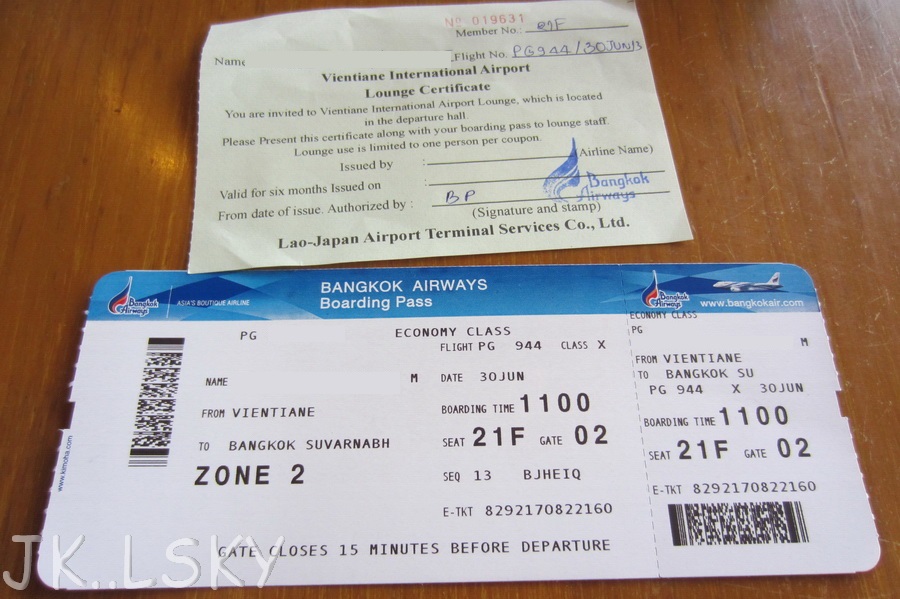 Nº 019631
Member No.: 21F
Name Flight No. PG944/30JUN13
Vientiane International Airport
Lounge Certificate
You are invited to Vientiane International Airport Lounge, which is located
in the departure hall.
Please Present this certificate along with your boarding pass to lounge staff.
Lounge use is limited to one person per coupon.
Issued by : (Airline Name)
Valid for six months Issued on :
Bangkok
Airways
From date of issue. Authorized by : BP
(Signature and stamp)
Lao-Japan Airport Terminal Services Co., Ltd.
Bangkok
Airways
ASIA'S BOUTIQUE AIRLINE
BANGKOK AIRWAYS
Boarding Pass
PG ECONOMY CLASS
FLIGHT PG 944 CLASS X
NAME M DATE 30JUN
FROM VIENTIANE BOARDING TIME 1100
TO BANGKOK SUVARNABH SEAT 21F GATE 02
ZONE 2 SEQ 13 BJHEIQ
E-TKT 8292170822160
GATE CLOSES 15 MINUTES BEFORE DEPARTURE
www.kimoha.com
Bangkok
Airways
www.bangkokair.com
ECONOMY CLASS
PG
M
FROM VIENTIANE
TO BANGKOK SU
PG 944 X 30JUN
BOARDING TIME 1100
SEAT 21F GATE 02
E-TKT 8292170822160
JK..LSKY